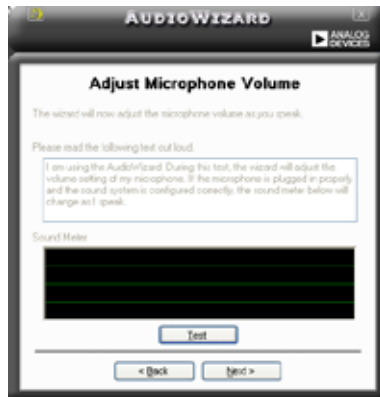 AUDIOWIZARD
ANALOG
DEVICES
Adjust Microphone Volume
The wizard will now adjust the microphone volume as you speak.
Please read the following text out loud.
I am using the AudioWizard. During this test, the wizard will adjust the
volume setting of my microphone. If the microphone is plugged in properly
and the sound system is configured correctly, the sound meter below will
change as I speak.
Sound Meter
Test
< Back
Next >